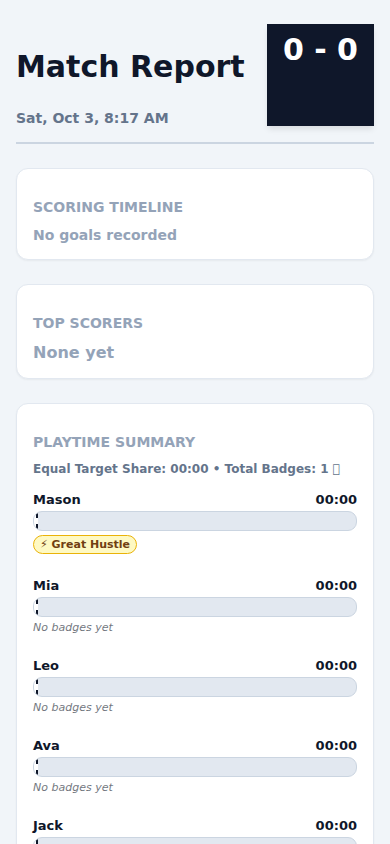 Match Report
0 - 0
Sat, Oct 3, 8:17 AM
SCORING TIMELINE
No goals recorded
TOP SCORERS
None yet
PLAYTIME SUMMARY
Equal Target Share: 00:00 • Total Badges: 1
Mason 00:00
⚡ Great Hustle
Mia 00:00
No badges yet
Leo 00:00
No badges yet
Ava 00:00
No badges yet
Jack 00:00